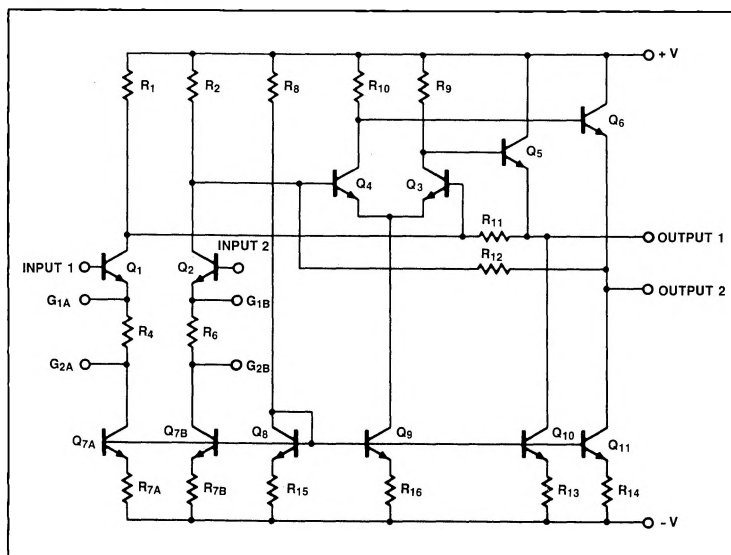 + V
R1
R2
R8
R10
R9
Q6
Q5
Q4
Q3
R11
OUTPUT 1
INPUT 2
INPUT 1
Q1
Q2
R12
G1A
G1B
OUTPUT 2
R4
R6
G2A
G2B
Q7A
Q7B
Q8
Q9
Q10
Q11
R7A
R7B
R15
R16
R13
R14
- V